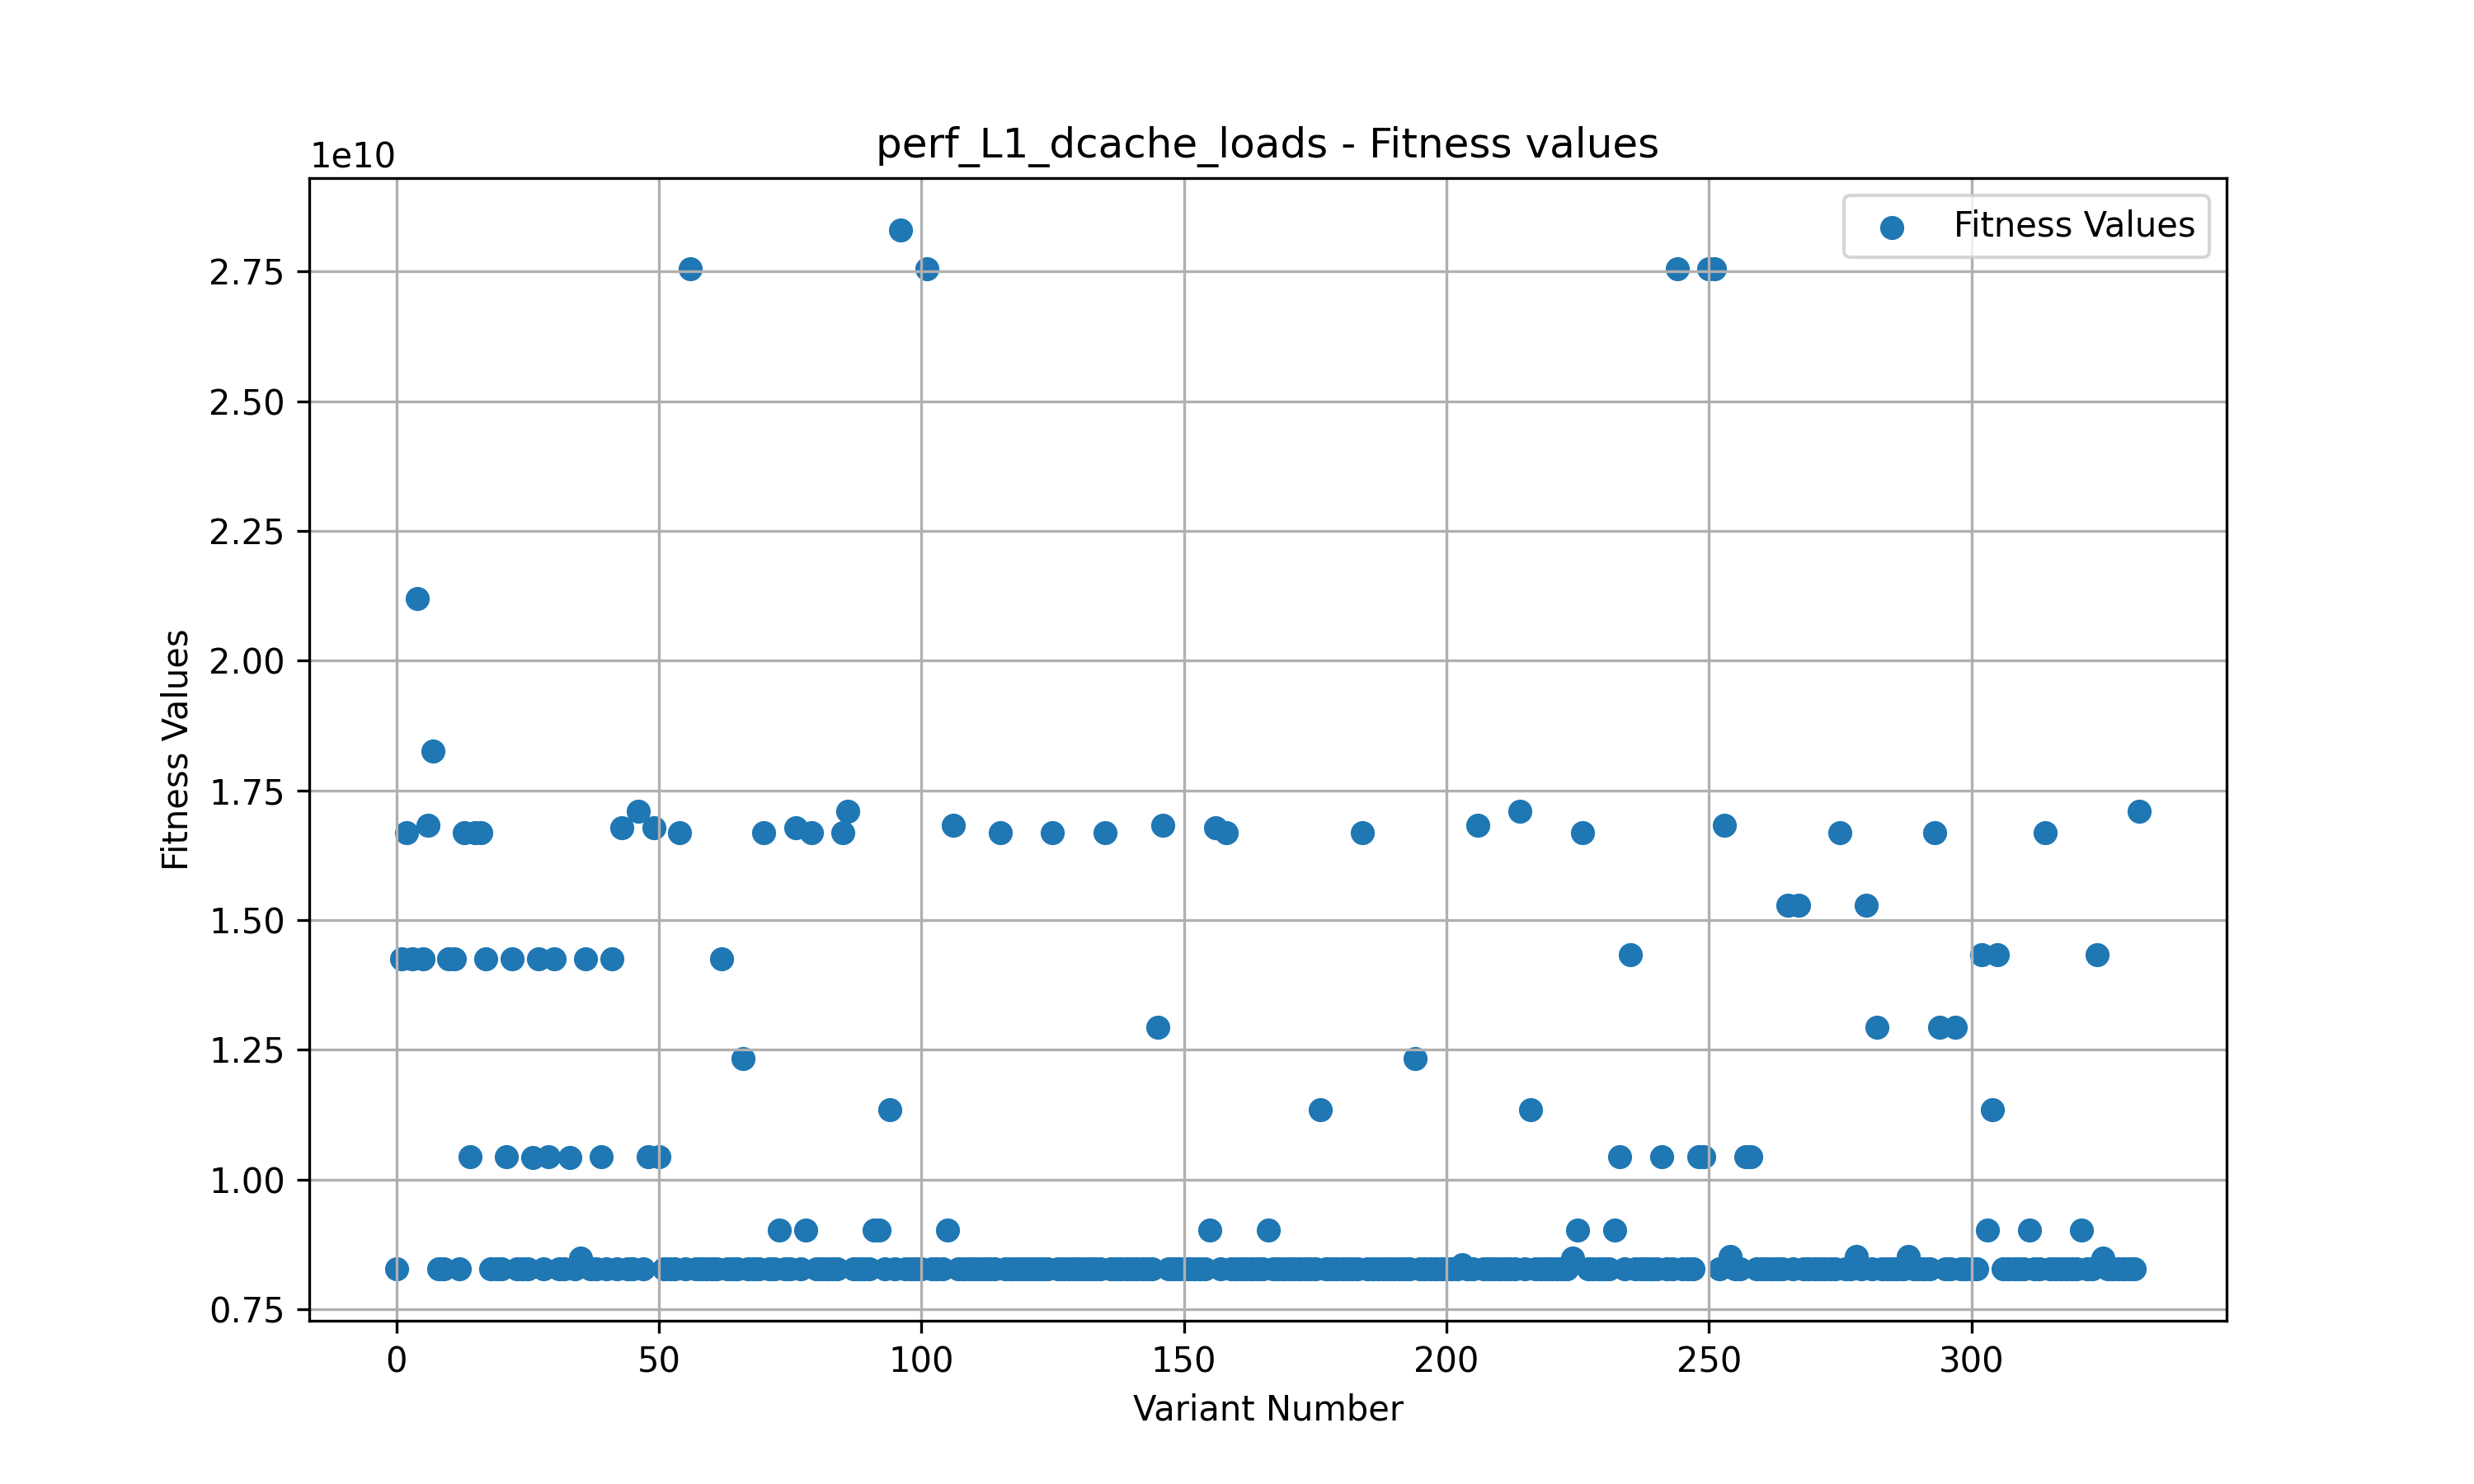 perf_L1_dcache_loads - Fitness values
1e10
Fitness Values
2.75
2.50
2.25
2.00
1.75
1.50
1.25
1.00
0.75
Fitness Values
0 50 100 150 200 250 300
Variant Number